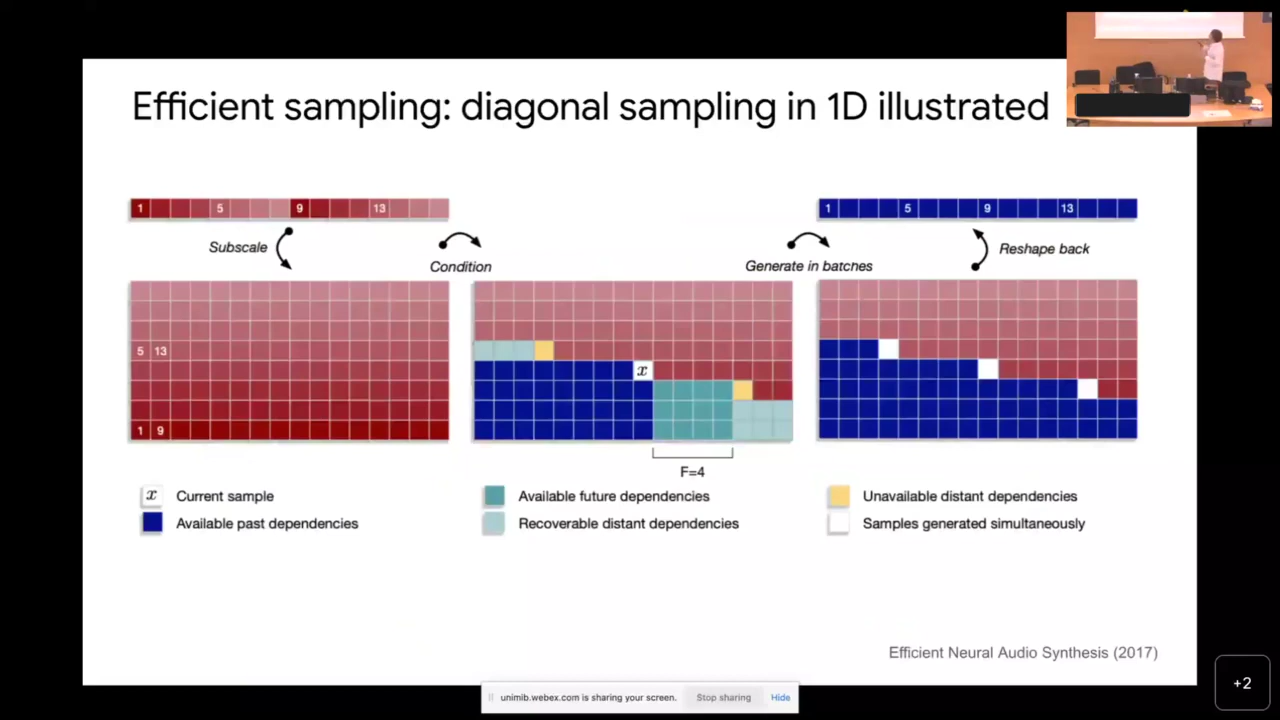 Efficient sampling: diagonal sampling in 1D illustrated
1 5 9 13
1 5 9 13
Subscale
Condition
Generate in batches
Reshape back
5 13
x
1 9
F=4
x Current sample
Available past dependencies
Available future dependencies
Recoverable distant dependencies
Unavailable distant dependencies
Samples generated simultaneously
Efficient Neural Audio Synthesis (2017)
unimib.webex.com is sharing your screen. Stop sharing Hide
+2